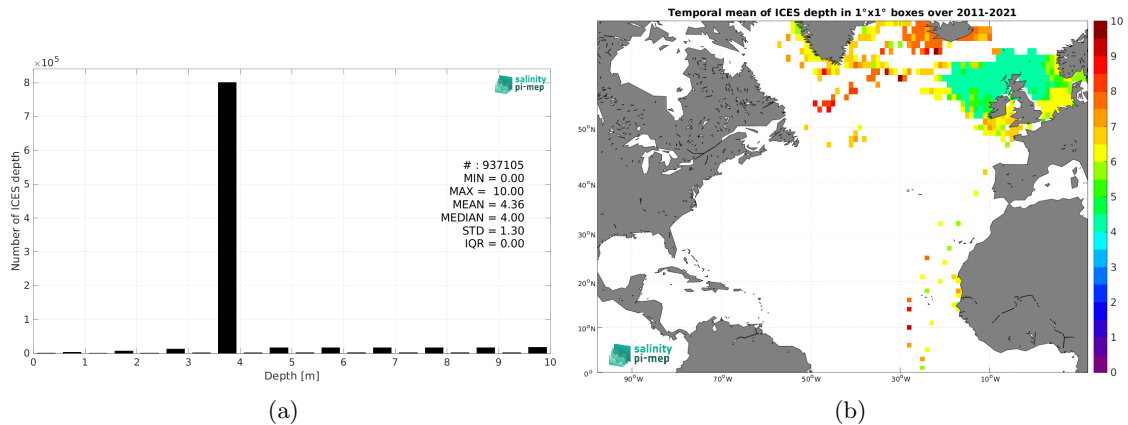 ×10⁵
8
7
6
5
4
3
2
1
0
Number of ICES depth
0 1 2 3 4 5 6 7 8 9 10
Depth [m]
salinity
pi-mep
# : 937105
MIN = 0.00
MAX = 10.00
MEAN = 4.36
MEDIAN = 4.00
STD = 1.30
IQR = 0.00
(a)
Temporal mean of ICES depth in 1°x1° boxes over 2011-2021
50°N
40°N
30°N
20°N
10°N
0°
90°W 70°W 50°W 30°W 10°W
salinity
pi-mep
10
9
8
7
6
5
4
3
2
1
0
(b)